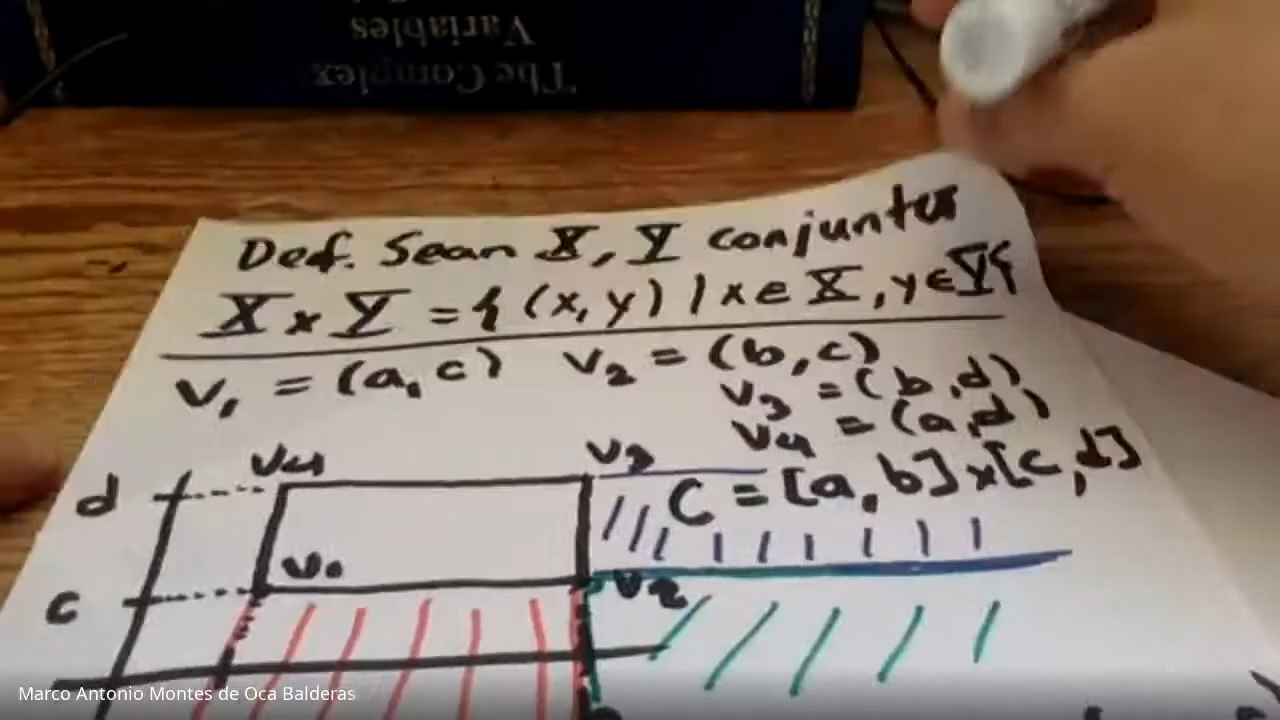 The Complex
Variables
Def. Sean X, Y conjuntos
X × Y = { (x, y) | x ∈ X, y ∈ Y }
V₁ = (a, c) V₂ = (b, c)
V₃ = (b, d)
V₄ = (a, d)
V₄ V₃
d
C = [a, b] × [c, d]
V₁
c
V₂
Marco Antonio Montes de Oca Balderas